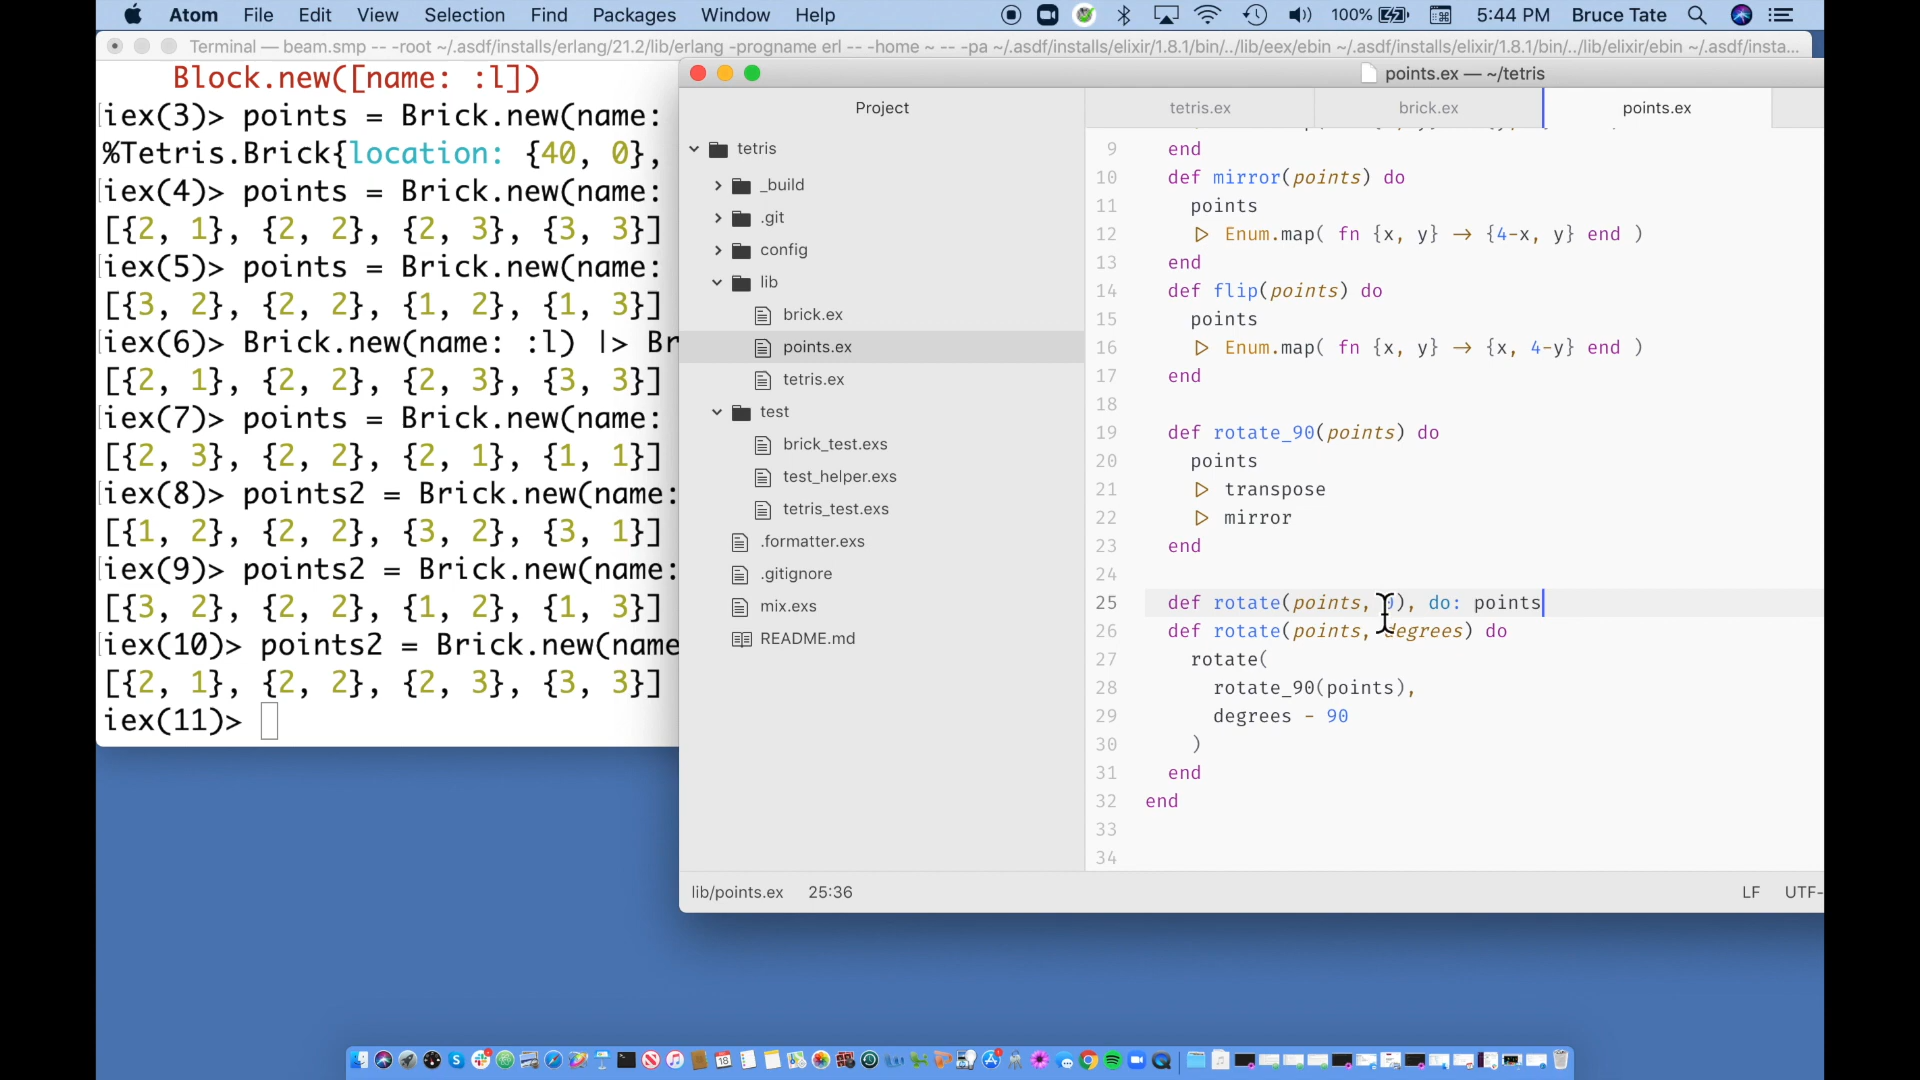 Atom File Edit View Selection Find Packages Window Help 100% 5:44 PM Bruce Tate
Terminal — beam.smp -- -root ~/.asdf/installs/erlang/21.2/lib/erlang -progname erl -- -home ~ -- -pa ~/.asdf/installs/elixir/1.8.1/bin/../lib/eex/ebin ~/.asdf/installs/elixir/1.8.1/bin/../lib/elixir/ebin ~/.asdf/insta...
Block.new([name: :l])
iex(3)> points = Brick.new(name:
%Tetris.Brick{location: {40, 0},
iex(4)> points = Brick.new(name:
[{2, 1}, {2, 2}, {2, 3}, {3, 3}]
iex(5)> points = Brick.new(name:
[{3, 2}, {2, 2}, {1, 2}, {1, 3}]
iex(6)> Brick.new(name: :l) |> Br
[{2, 1}, {2, 2}, {2, 3}, {3, 3}]
iex(7)> points = Brick.new(name:
[{2, 3}, {2, 2}, {2, 1}, {1, 1}]
iex(8)> points2 = Brick.new(name:
[{1, 2}, {2, 2}, {3, 2}, {3, 1}]
iex(9)> points2 = Brick.new(name:
[{3, 2}, {2, 2}, {1, 2}, {1, 3}]
iex(10)> points2 = Brick.new(name
[{2, 1}, {2, 2}, {2, 3}, {3, 3}]
iex(11)>
points.ex — ~/tetris
Project
tetris
_build
.git
config
lib
brick.ex
points.ex
tetris.ex
test
brick_test.exs
test_helper.exs
tetris_test.exs
.formatter.exs
.gitignore
mix.exs
README.md
tetris.ex brick.ex points.ex
9 end
10 def mirror(points) do
11 points
12 |> Enum.map( fn {x, y} -> {4-x, y} end )
13 end
14 def flip(points) do
15 points
16 |> Enum.map( fn {x, y} -> {x, 4-y} end )
17 end
18
19 def rotate_90(points) do
20 points
21 |> transpose
22 |> mirror
23 end
24
25 def rotate(points, 0), do: points
26 def rotate(points, degrees) do
27 rotate(
28 rotate_90(points),
29 degrees - 90
30 )
31 end
32 end
33
34
lib/points.ex 25:36 LF UTF-